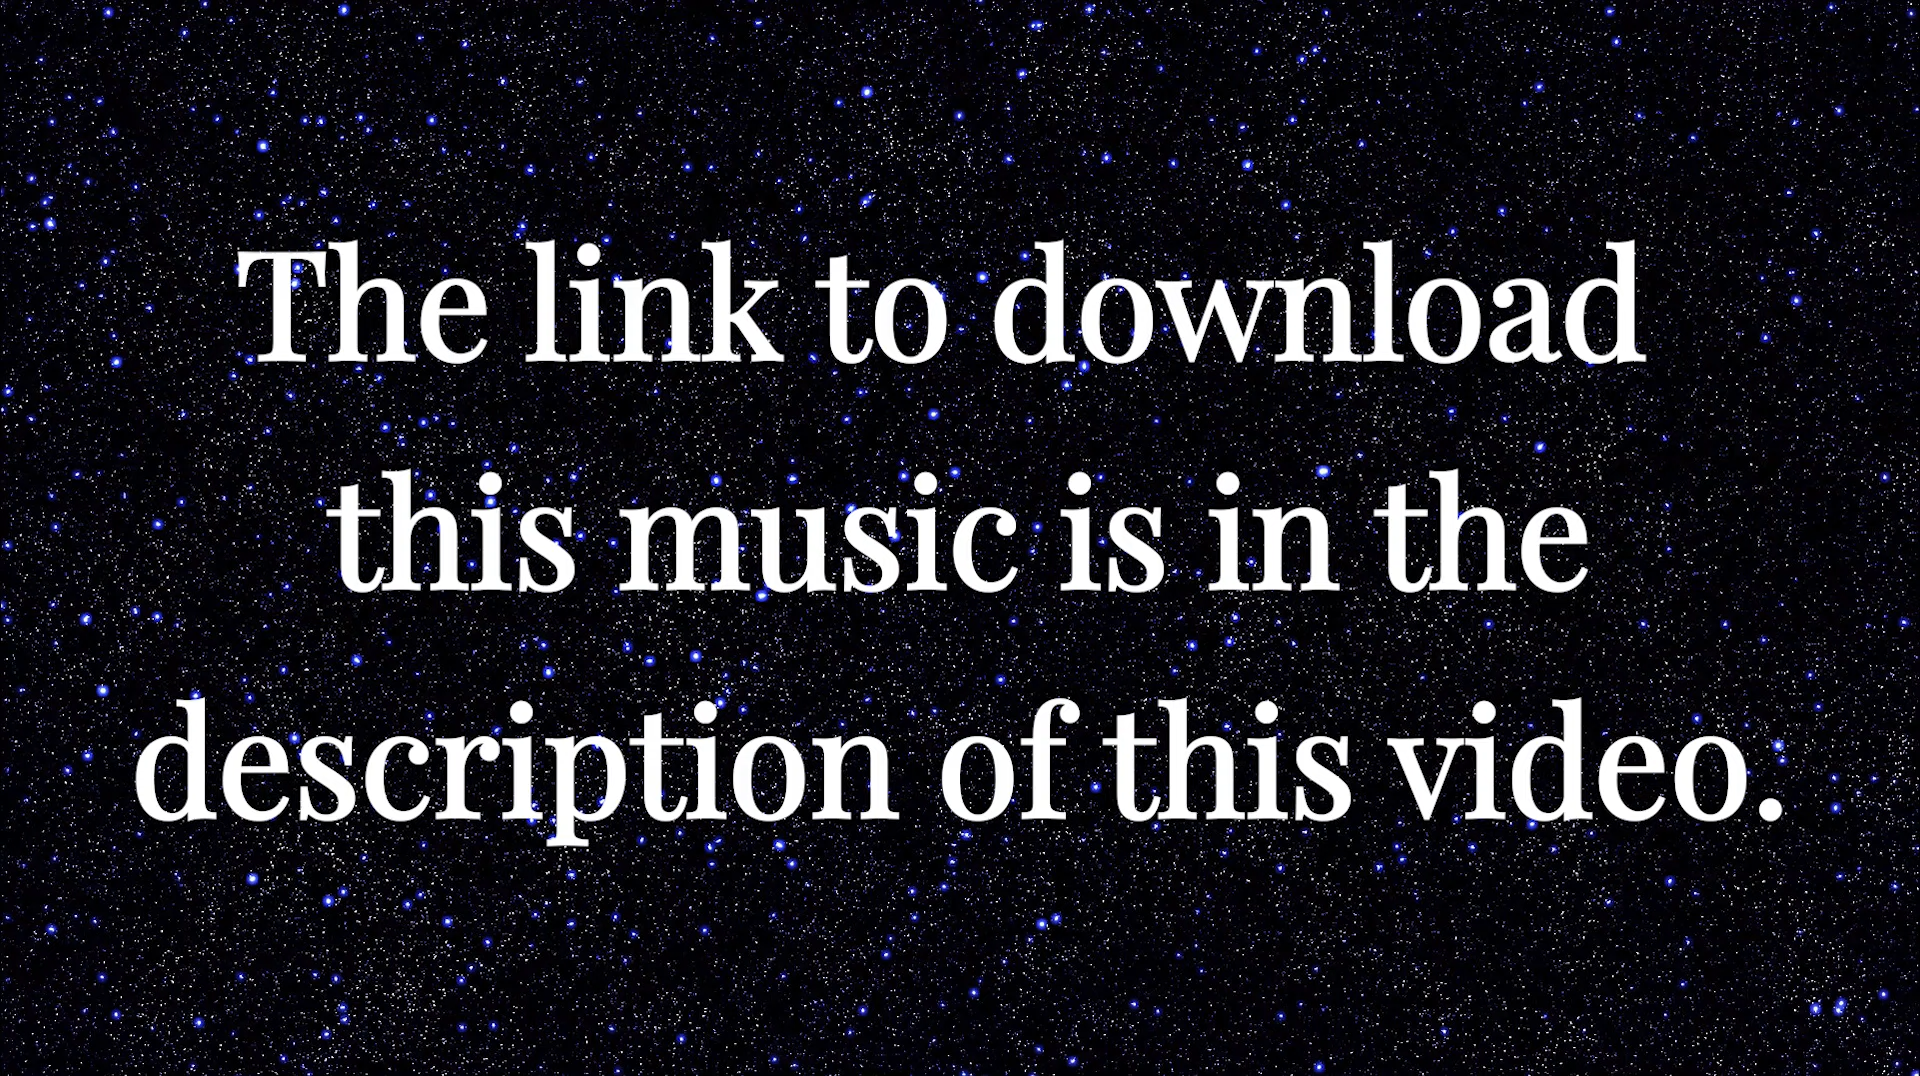 The link to download
this music is in the
description of this video.